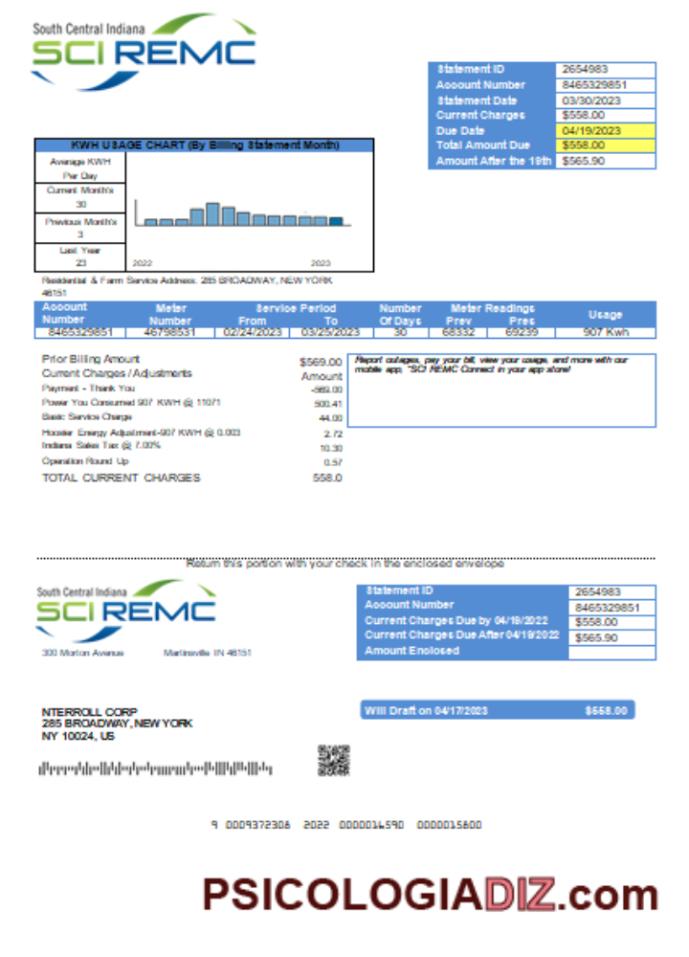 South Central Indiana
SCI REMC
Statement ID 2654983
Account Number 8465329851
Statement Date 03/30/2023
Current Charges $558.00
Due Date 04/19/2023
Total Amount Due $558.00
Amount After the 19th $565.90
KWH USAGE CHART (By Billing Statement Month)
Average KWH
Per Day
Current Month's
30
Previous Month's
3
Last Year
23
2022 2023
Residential & Farm Service Address: 285 BROADWAY, NEW YORK
46151
Account Number Meter Number Service Period From To Number Of Days Meter Readings Prev Pres Usage
8465329851 46798531 02/24/2023 03/25/2023 30 68332 69239 907 Kwh
Prior Billing Amount $569.00
Current Charges / Adjustments Amount
Payment - Thank You -569.00
Power You Consumed 907 KWH @ 11071 500.41
Basic Service Charge 44.00
Hoosier Energy Adjustment-907 KWH @ 0.003 2.72
Indiana Sales Tax @ 7.00% 10.30
Operation Round Up 0.57
TOTAL CURRENT CHARGES 558.0
Report outages, pay your bill, view your usage, and more with our
mobile app, "SCI REMC Connect in your app store!
Return this portion with your check in the enclosed envelope
South Central Indiana
SCI REMC
300 Morton Avenue Martinsville IN 46151
Statement ID 2654983
Account Number 8465329851
Current Charges Due by 04/19/2022 $558.00
Current Charges Due After 04/19/2022 $565.90
Amount Enclosed
NTERROLL CORP
285 BROADWAY, NEW YORK
NY 10024, US
Will Draft on 04/17/2023 $558.00
9 0009372308 2022 0000016590 0000015800
PSICOLOGIADIZ.com